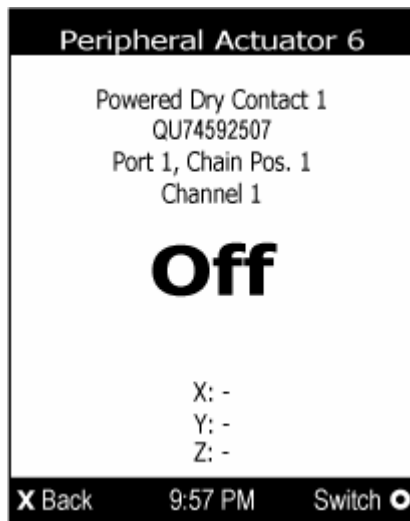 Peripheral Actuator 6
Powered Dry Contact 1
QU74592507
Port 1, Chain Pos. 1
Channel 1
Off
X: -
Y: -
Z: -
X Back 9:57 PM Switch O